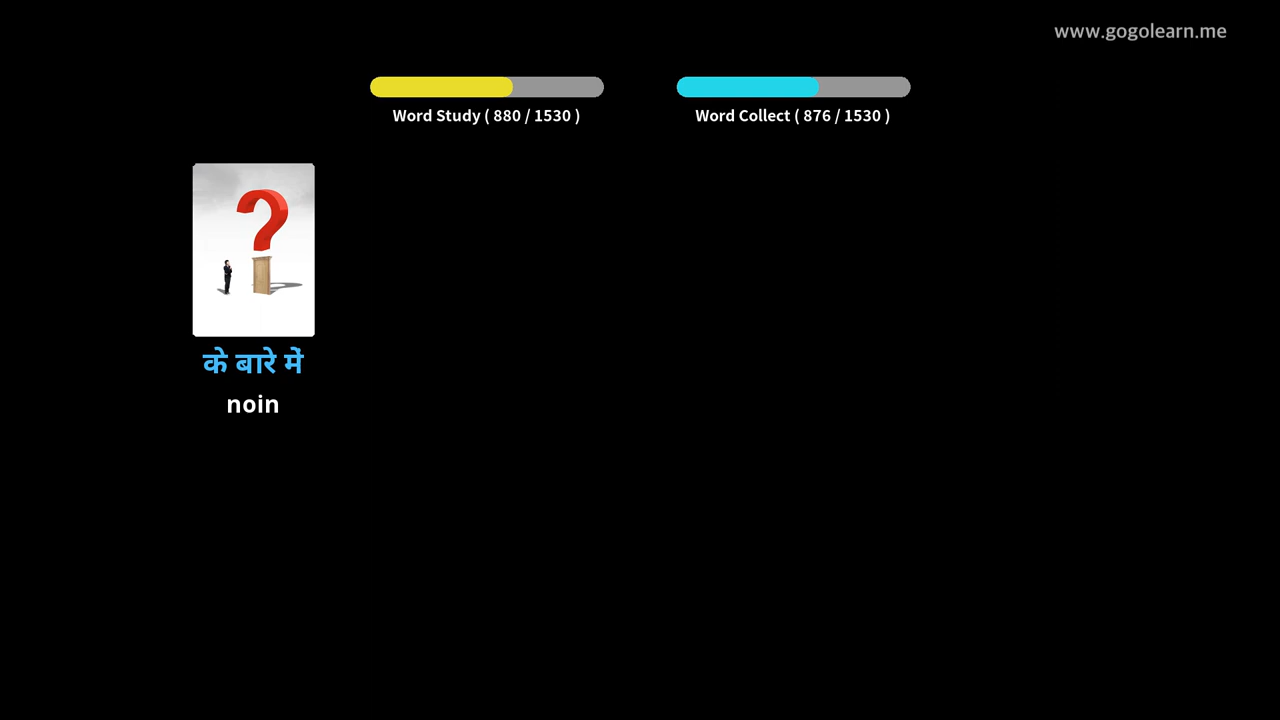 www.gogolearn.me
Word Study ( 880 / 1530 )
Word Collect ( 876 / 1530 )
?
के बारे में
noin